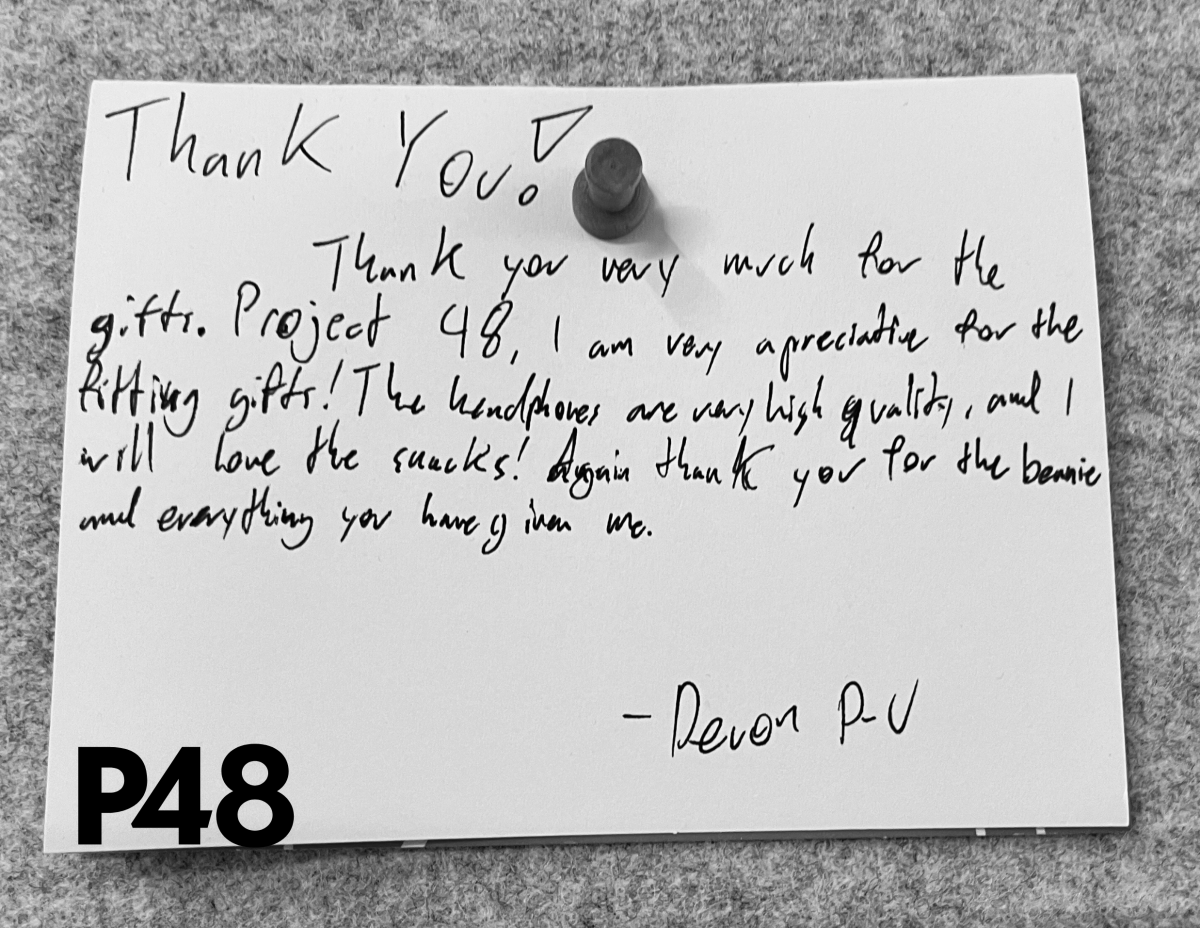 Thank You!
Thank you very much for the
gifts. Project 48, I am very apreciative for the
fitting gifts! The headphones are very high quality, and I
will love the snacks! Again thank you for the beanie
and everything you have given me.
- Devon P-V
P48